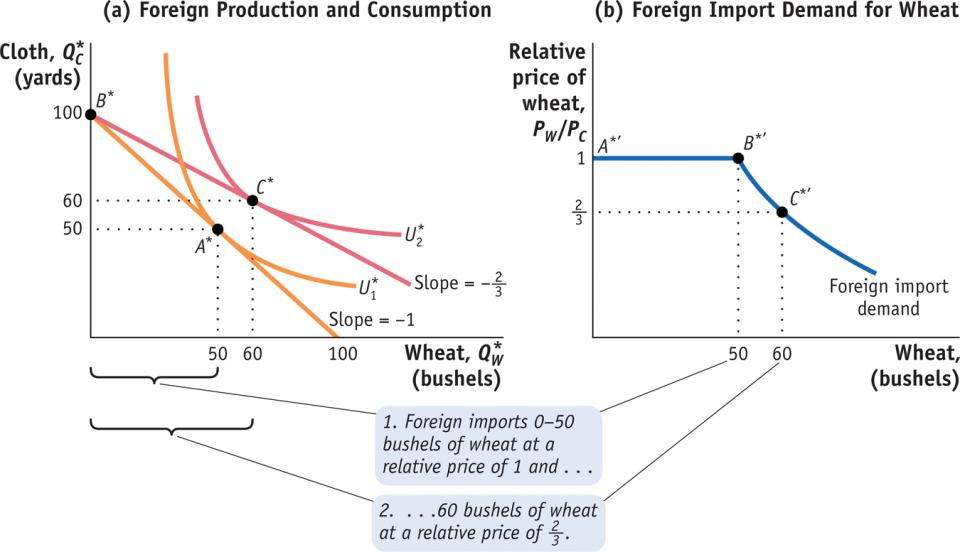 (a) Foreign Production and Consumption
Cloth, Q*C
(yards)
B*
100
C*
60
50
A*
U*2
U*1
Slope = –2/3
Slope = –1
50 60 100
Wheat, Q*W
(bushels)
(b) Foreign Import Demand for Wheat
Relative
price of
wheat,
PW/PC
A*′
B*′
1
C*′
2/3
Foreign import
demand
50 60
Wheat,
(bushels)
1. Foreign imports 0–50
bushels of wheat at a
relative price of 1 and . . .
2. . . .60 bushels of wheat
at a relative price of 2/3.